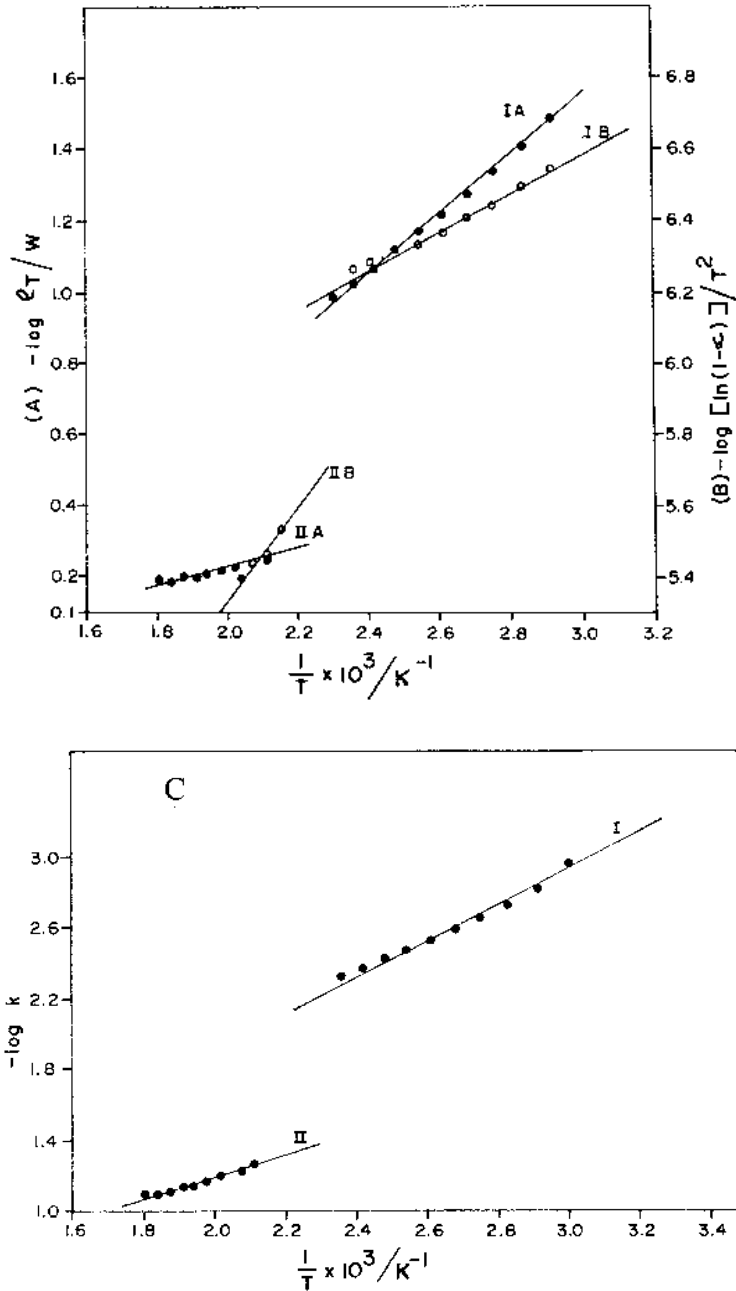 1.6
1.4
1.2
1.0
0.8
0.6
0.4
0.2
0.1
(A) -log ℓT/W
6.8
6.6
6.4
6.2
6.0
5.8
5.6
5.4
(B)-log [ln(1-∝)]/T²
I A
I B
II B
II A
1.6 1.8 2.0 2.2 2.4 2.6 2.8 3.0 3.2
1/T × 10³/K⁻¹
C
3.0
2.6
2.2
1.8
1.4
1.0
-log k
I
II
1.6 1.8 2.0 2.2 2.4 2.6 2.8 3.0 3.2 3.4
1/T × 10³/K⁻¹